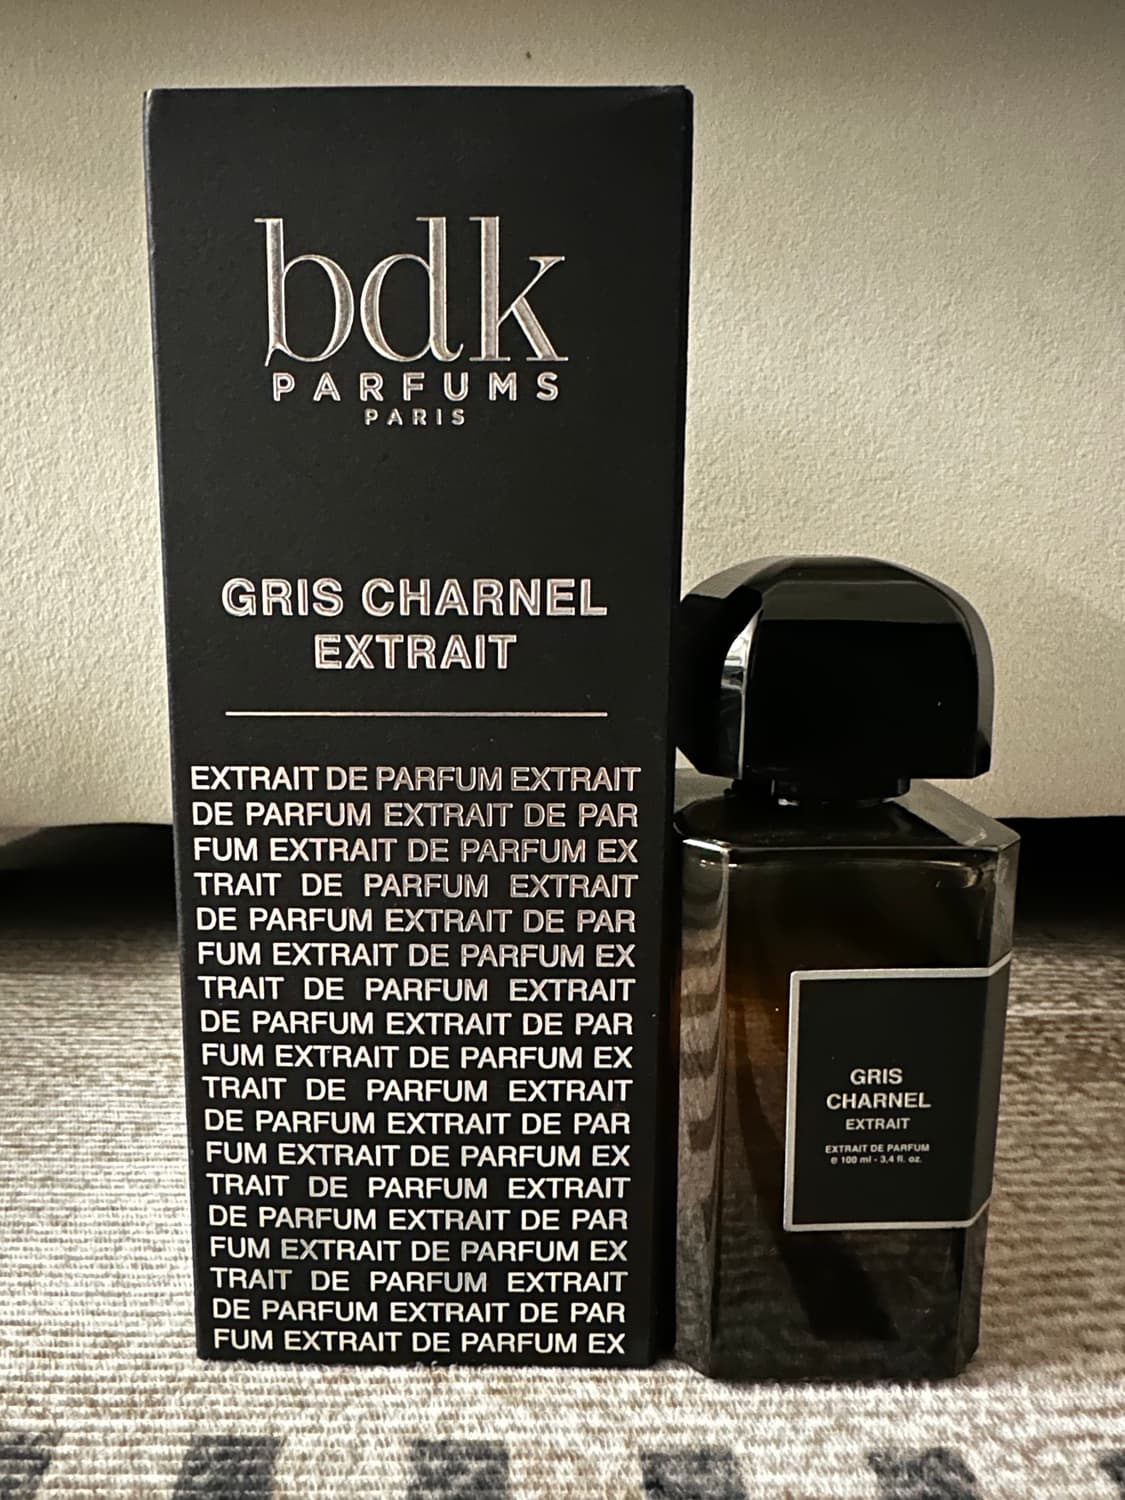 bdk
PARFUMS
PARIS
GRIS CHARNEL
EXTRAIT
EXTRAIT DE PARFUM EXTRAIT
DE PARFUM EXTRAIT DE PAR
FUM EXTRAIT DE PARFUM EX
TRAIT DE PARFUM EXTRAIT
DE PARFUM EXTRAIT DE PAR
FUM EXTRAIT DE PARFUM EX
TRAIT DE PARFUM EXTRAIT
DE PARFUM EXTRAIT DE PAR
FUM EXTRAIT DE PARFUM EX
TRAIT DE PARFUM EXTRAIT
DE PARFUM EXTRAIT DE PAR
FUM EXTRAIT DE PARFUM EX
TRAIT DE PARFUM EXTRAIT
DE PARFUM EXTRAIT DE PAR
FUM EXTRAIT DE PARFUM EX
TRAIT DE PARFUM EXTRAIT
DE PARFUM EXTRAIT DE PAR
FUM EXTRAIT DE PARFUM EX
GRIS
CHARNEL
EXTRAIT
EXTRAIT DE PARFUM
℮ 100 ml - 3,4 fl. oz.